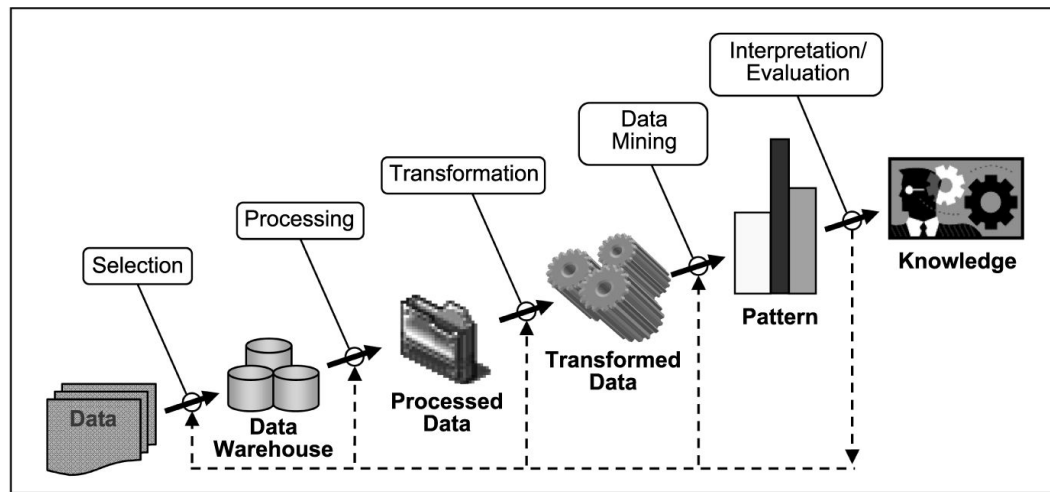 Interpretation/
Evaluation
Data
Mining
Transformation
Processing
Selection
Knowledge
Pattern
Transformed
Data
Processed
Data
Data
Warehouse
Data